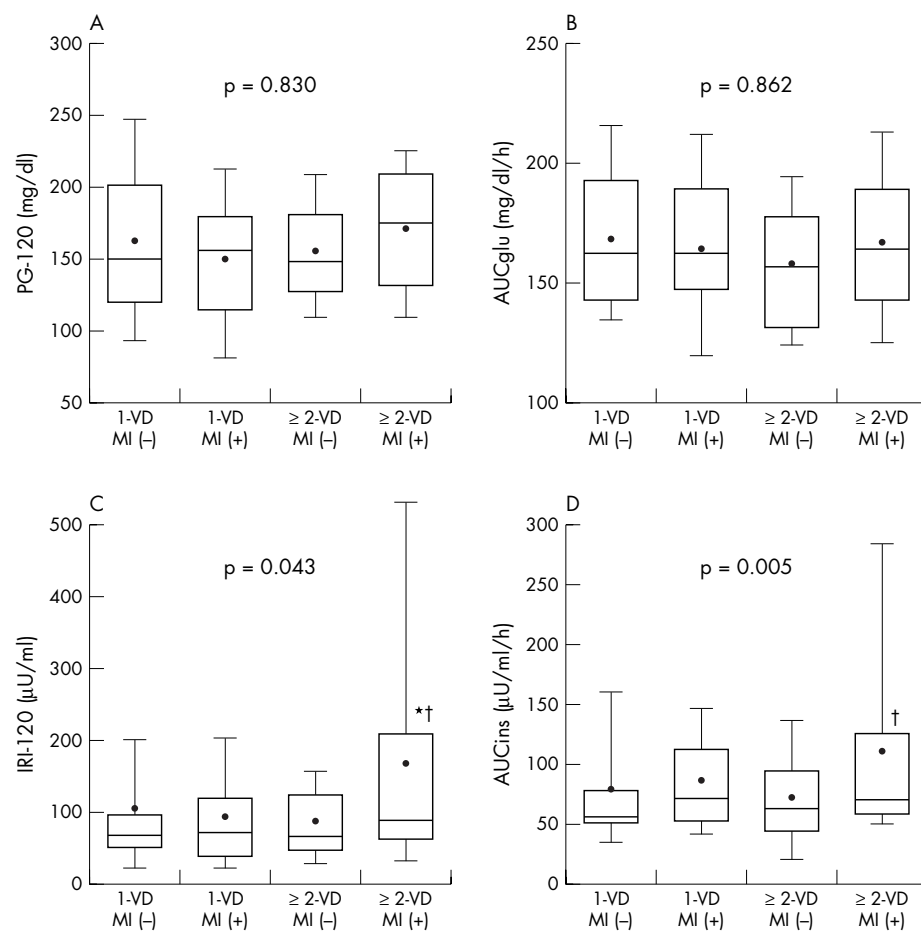 A
300
250
200
150
100
50
PG-120 (mg/dl)
p = 0.830
1-VD
MI (–)
1-VD
MI (+)
≥ 2-VD
MI (–)
≥ 2-VD
MI (+)
B
250
200
150
100
AUCglu (mg/dl/h)
p = 0.862
1-VD
MI (–)
1-VD
MI (+)
≥ 2-VD
MI (–)
≥ 2-VD
MI (+)
C
500
400
300
200
100
0
IRI-120 (µU/ml)
p = 0.043
★†
1-VD
MI (–)
1-VD
MI (+)
≥ 2-VD
MI (–)
≥ 2-VD
MI (+)
D
300
250
200
150
100
50
0
AUCins (µU/ml/h)
p = 0.005
†
1-VD
MI (–)
1-VD
MI (+)
≥ 2-VD
MI (–)
≥ 2-VD
MI (+)